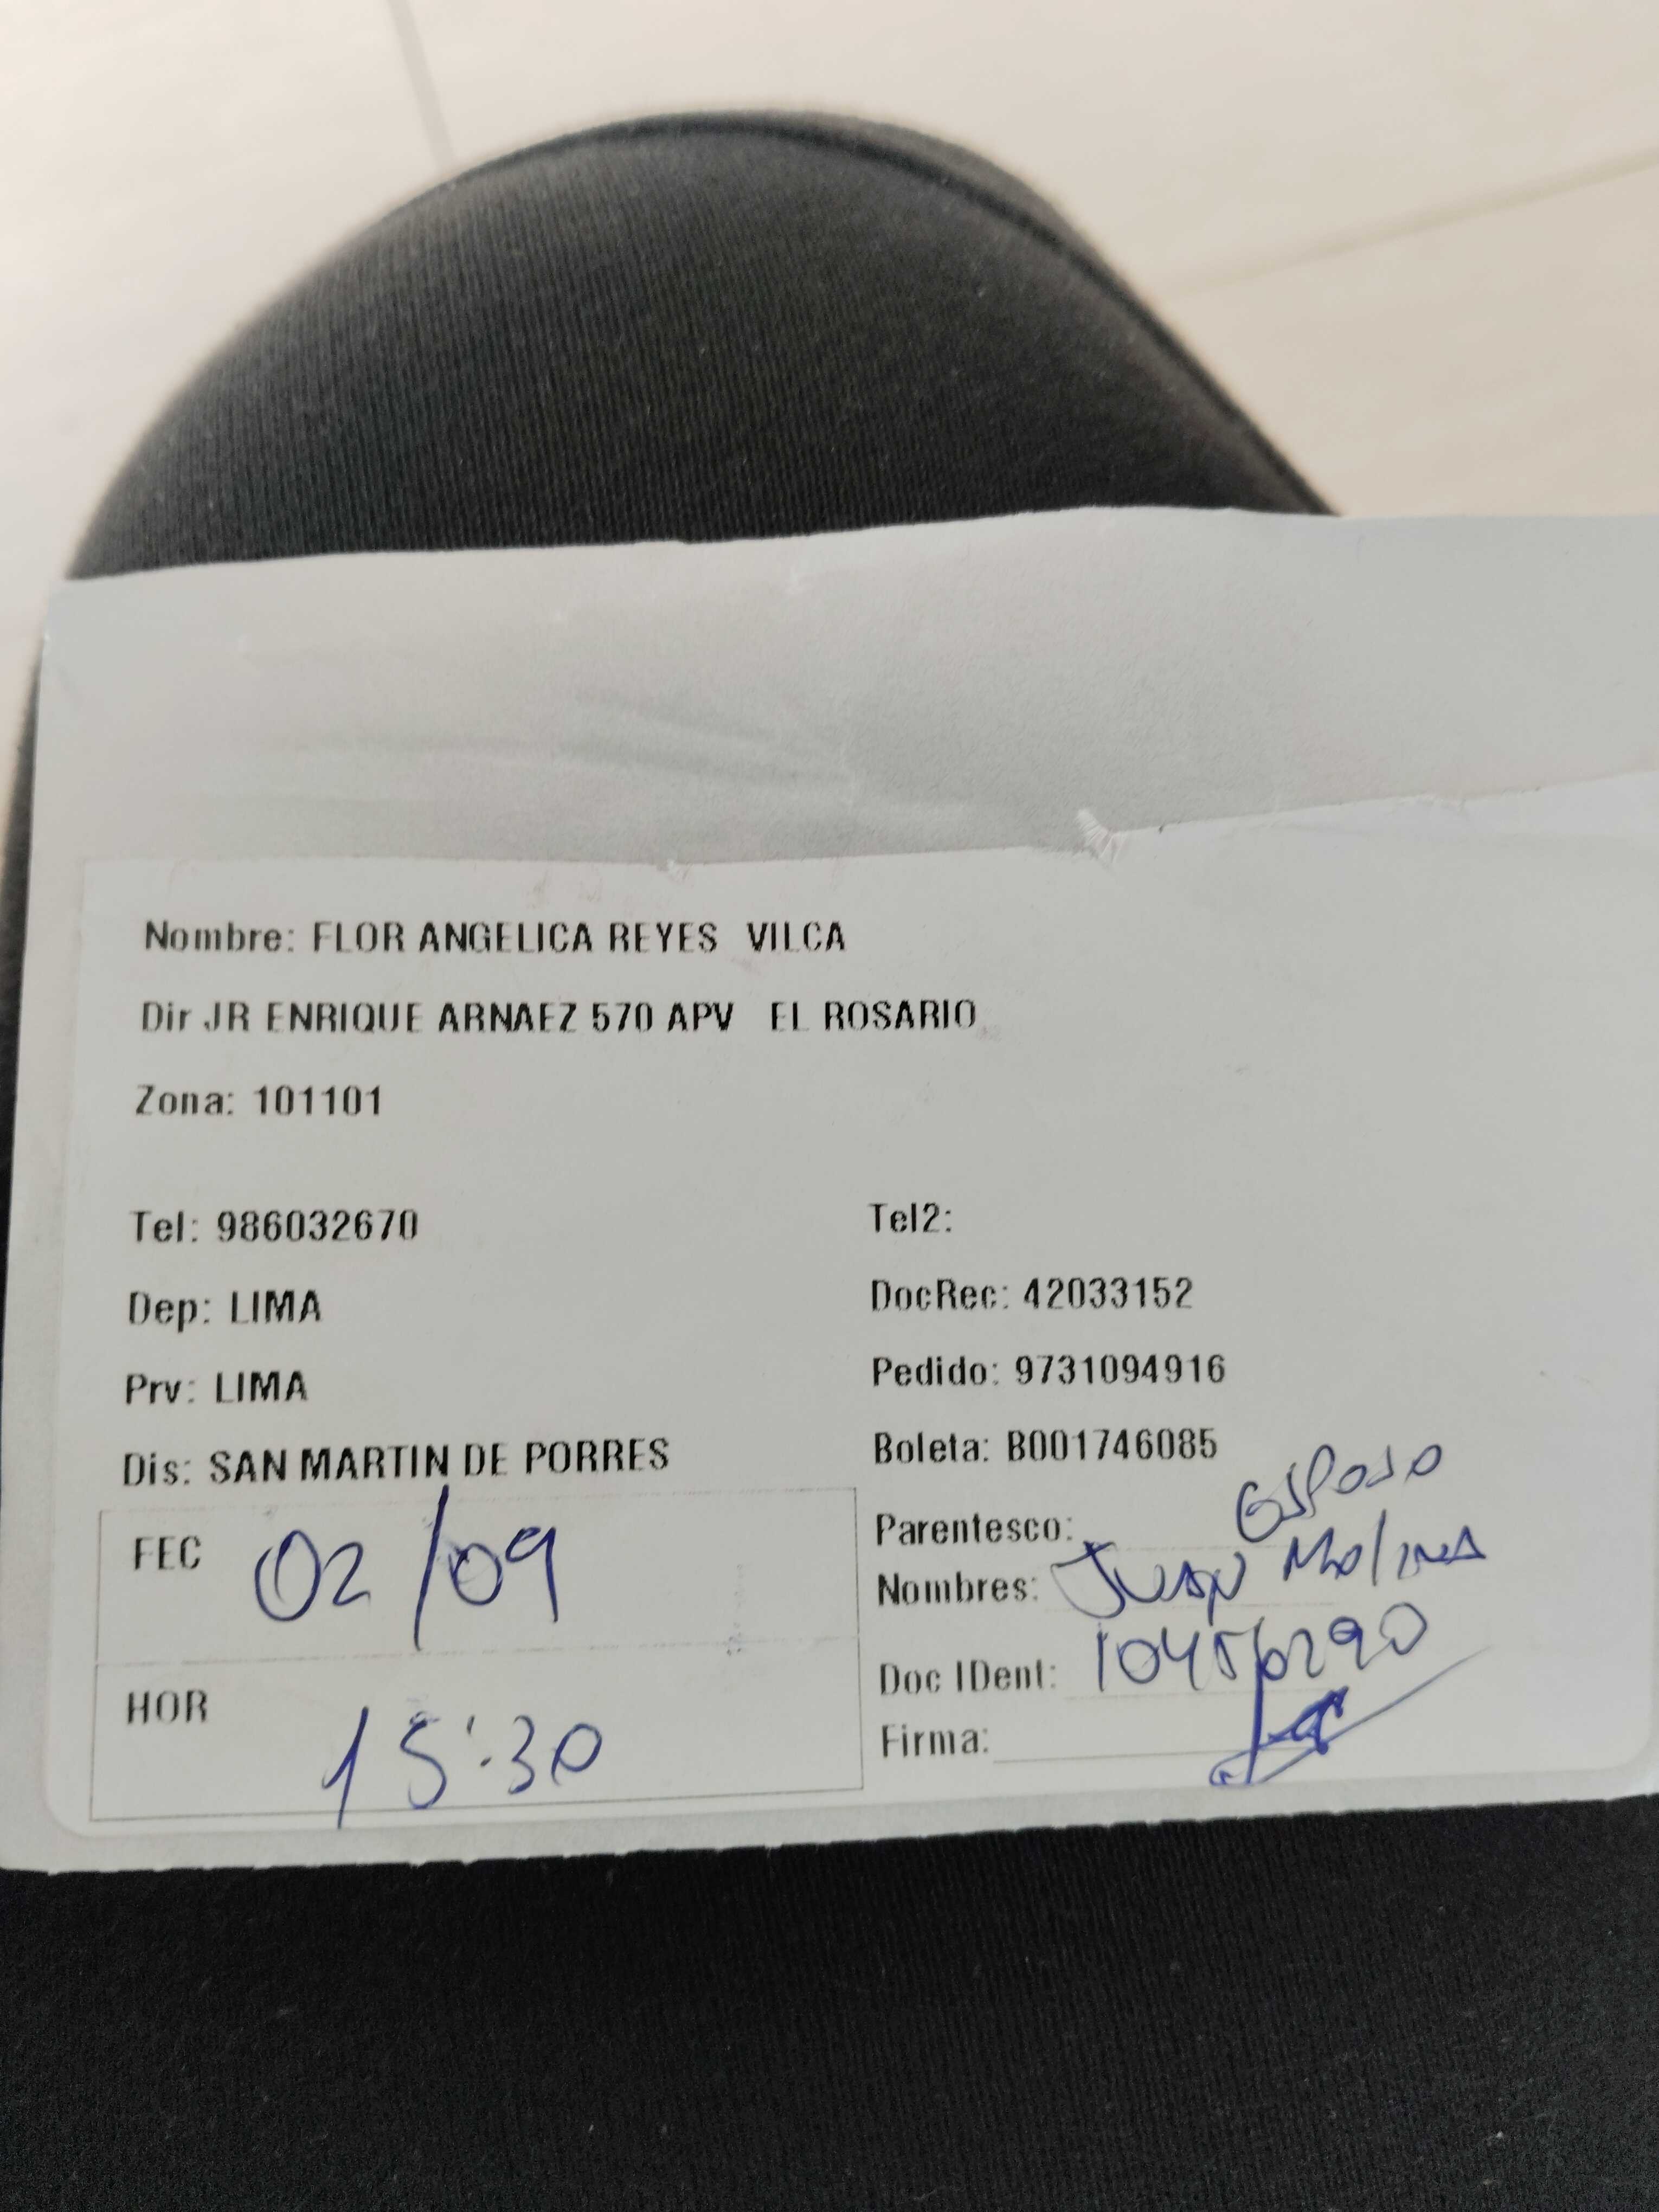 Nombre: FLOR ANGELICA REYES VILCA
Dir JR ENRIQUE ARNAEZ 570 APV EL ROSARIO
Zona: 101101
Tel: 986032670
Tel2:
Dep: LIMA
DocRec: 42033152
Prv: LIMA
Pedido: 9731094916
Dis: SAN MARTIN DE PORRES
Boleta: B001746085
FEC 02/09
Parentesco: Esposo
Nombres: JUAN Molina
HOR 15:30
Doc IDent:
Firma: